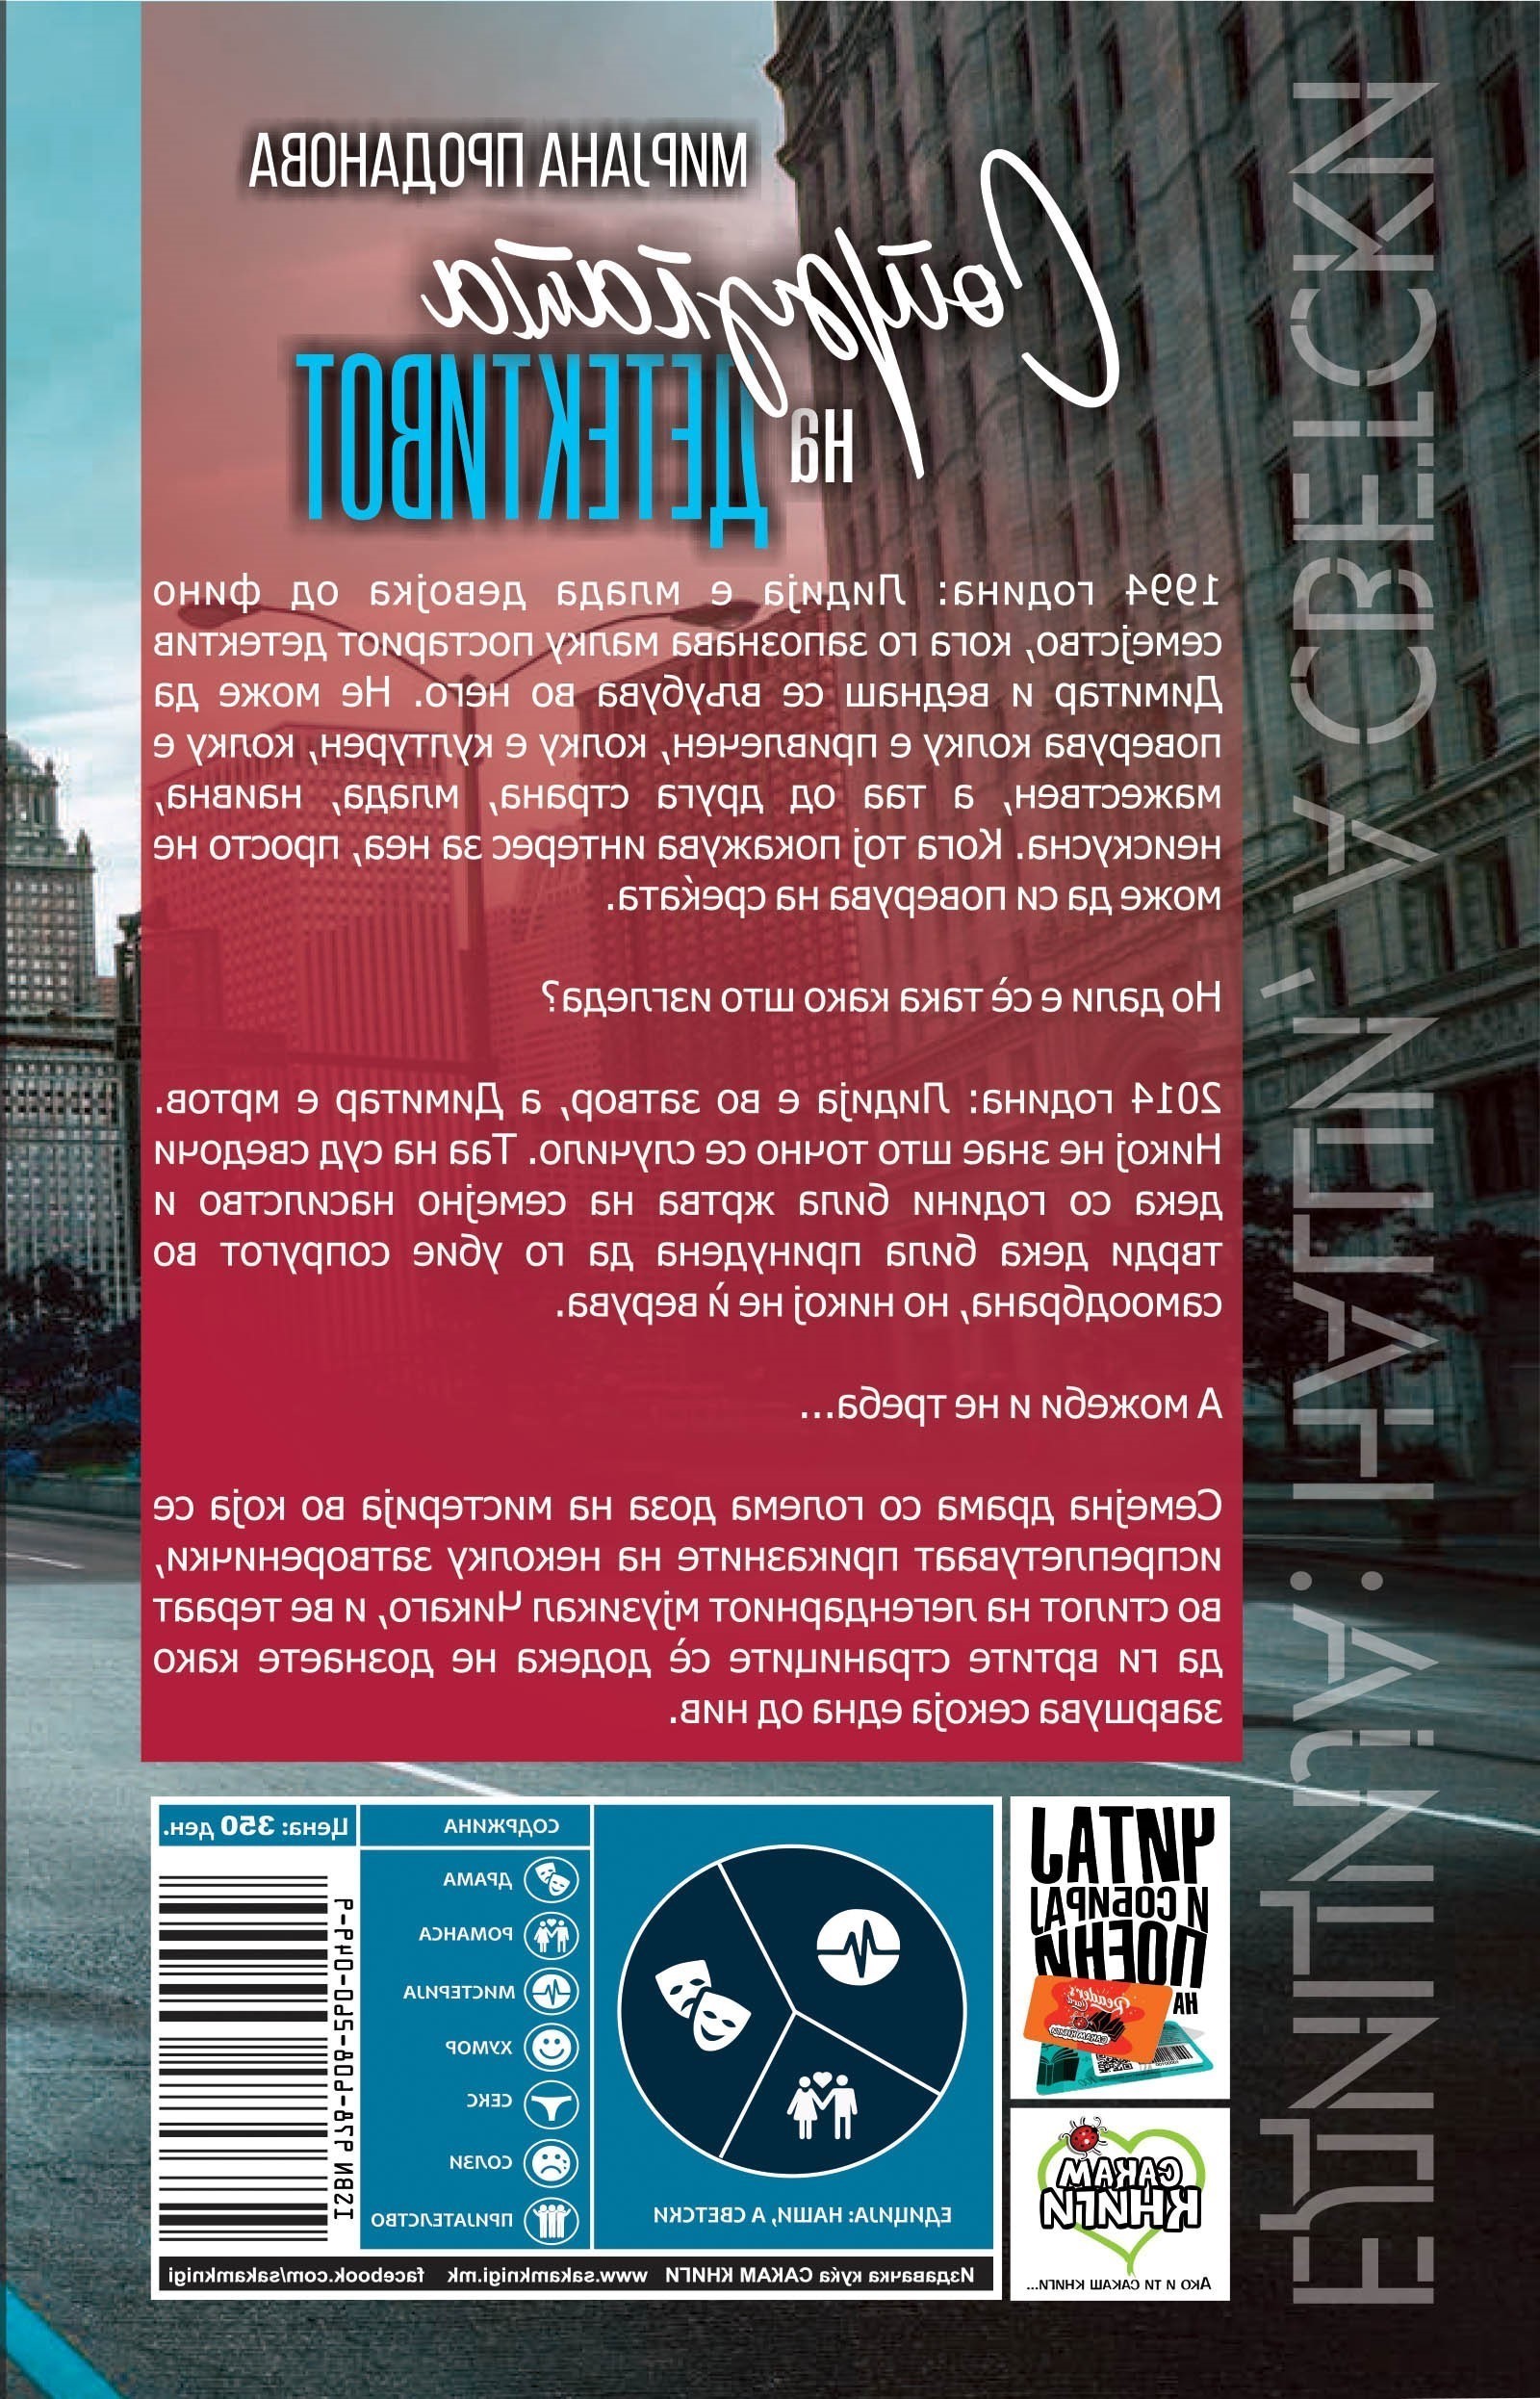 МИРЈАНА ПРОДАНОВА
Сопругата
на ДЕТЕКТИВОТ
1994 година: Лидија е млада девојка од фино
семејство, кога го запознава малку постариот детектив
Димитар и веднаш се вљубува во него. Не може да
поверува колку е привлечен, колку е културен, колку е
мажествен, а таа од друга страна, млада, наивна,
неискусна. Кога тој покажува интерес за неа, просто не
може да си поверува на среќата.
Но дали е сѐ така како што изгледа?
2014 година: Лидија е во затвор, а Димитар е мртов.
Никој не знае што точно се случило. Таа на суд сведочи
дека со години била жртва на семејно насилство и
тврди дека била принудена да го убие сопругот во
самоодбрана, но никој не ѝ верува.
А можеби и не треба...
Семејна драма со голема доза на мистерија во која се
испреплетуваат приказните на неколку затвореннички,
во стилот на легендарниот мјузикал Чикаго, и ве тераат
да ги вртите страниците сѐ додека не дознаете како
завршува секоја една од нив.
ЕДИЦИЈА: НАШИ, А СВЕТСКИ
ЧИТАЈ
И СОБИРАЈ
ПОЕНИ
НА
Reader's
Card
САКАМ КНИГИ
САКАМ
КНИГИ
Ако и ти сакаш книги...
ЕДИЦИЈА: НАШИ, А СВЕТСКИ
СОДРЖИНА
ДРАМА
РОМАНСА
МИСТЕРИЈА
ХУМОР
СЕКС
СОЛЗИ
ПРИЈАТЕЛСТВО
Цена: 350 ден.
ISBN 978-608-595-049-9
Издавачка куќа САКАМ КНИГИ www.sakamknigi.mk facebook.com/sakamknigi